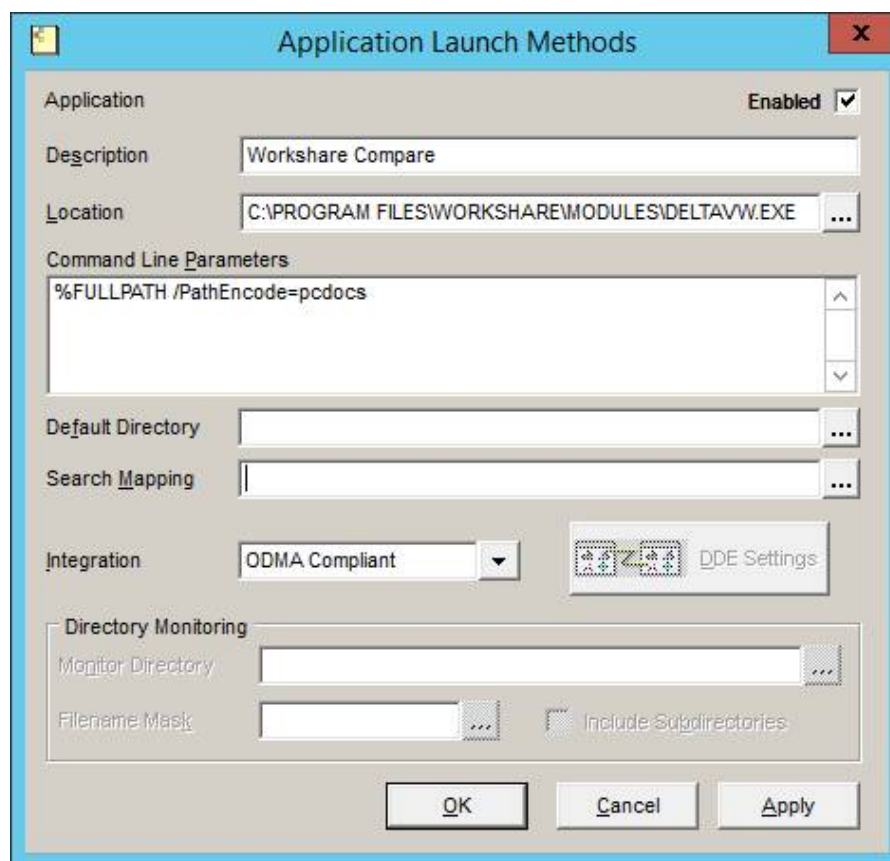 Application Launch Methods
x
Application
Enabled
Description
Workshare Compare
Location
C:\PROGRAM FILES\WORKSHARE\MODULES\DELTAVW.EXE
...
Command Line Parameters
%FULLPATH /PathEncode=pcdocs
Default Directory
...
Search Mapping
...
Integration
ODMA Compliant
DDE Settings
Directory Monitoring
Monitor Directory
...
Filename Mask
...
Include Subdirectories
OK
Cancel
Apply